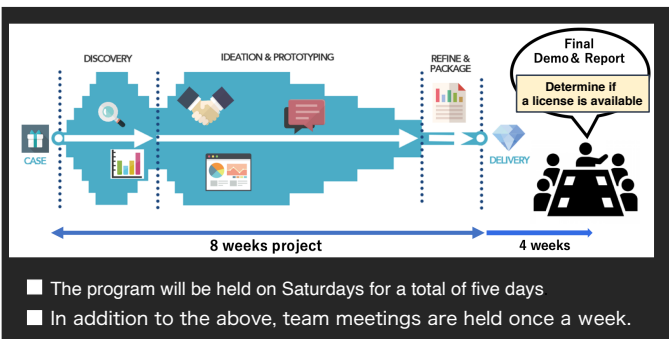 DISCOVERY
IDEATION & PROTOTYPING
REFINE &
PACKAGE
Final
Demo & Report
Determine if
a license is available
CASE
DELIVERY
8 weeks project
4 weeks
The program will be held on Saturdays for a total of five days.
In addition to the above, team meetings are held once a week.